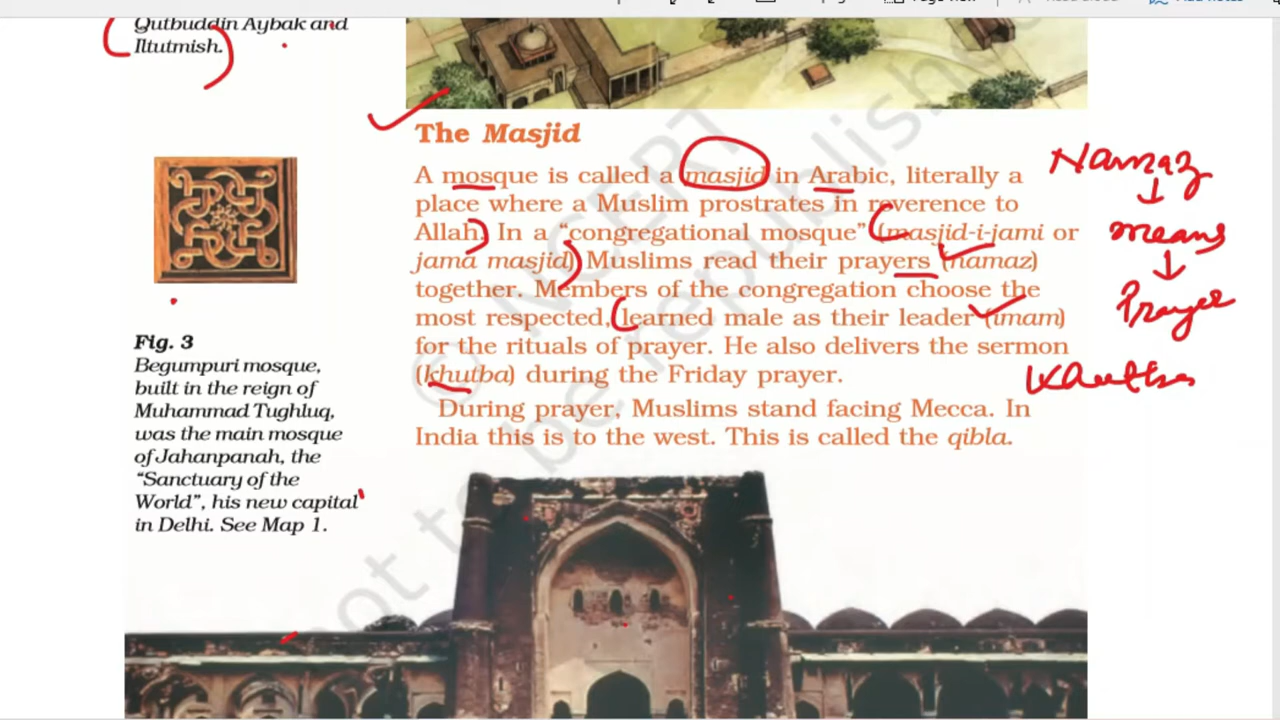 Qutbuddin Aybak and
Iltutmish.
The Masjid
A mosque is called a masjid in Arabic, literally a
place where a Muslim prostrates in reverence to
Allah. In a “congregational mosque” (masjid-i-jami or
jama masjid) Muslims read their prayers (namaz)
together. Members of the congregation choose the
most respected, learned male as their leader (imam)
for the rituals of prayer. He also delivers the sermon
(khutba) during the Friday prayer.
During prayer, Muslims stand facing Mecca. In
India this is to the west. This is called the qibla.
Namaz
means
Prayer
Khutba
Fig. 3
Begumpuri mosque,
built in the reign of
Muhammad Tughluq,
was the main mosque
of Jahanpanah, the
“Sanctuary of the
World”, his new capital
in Delhi. See Map 1.
© NCERT
not to be republished